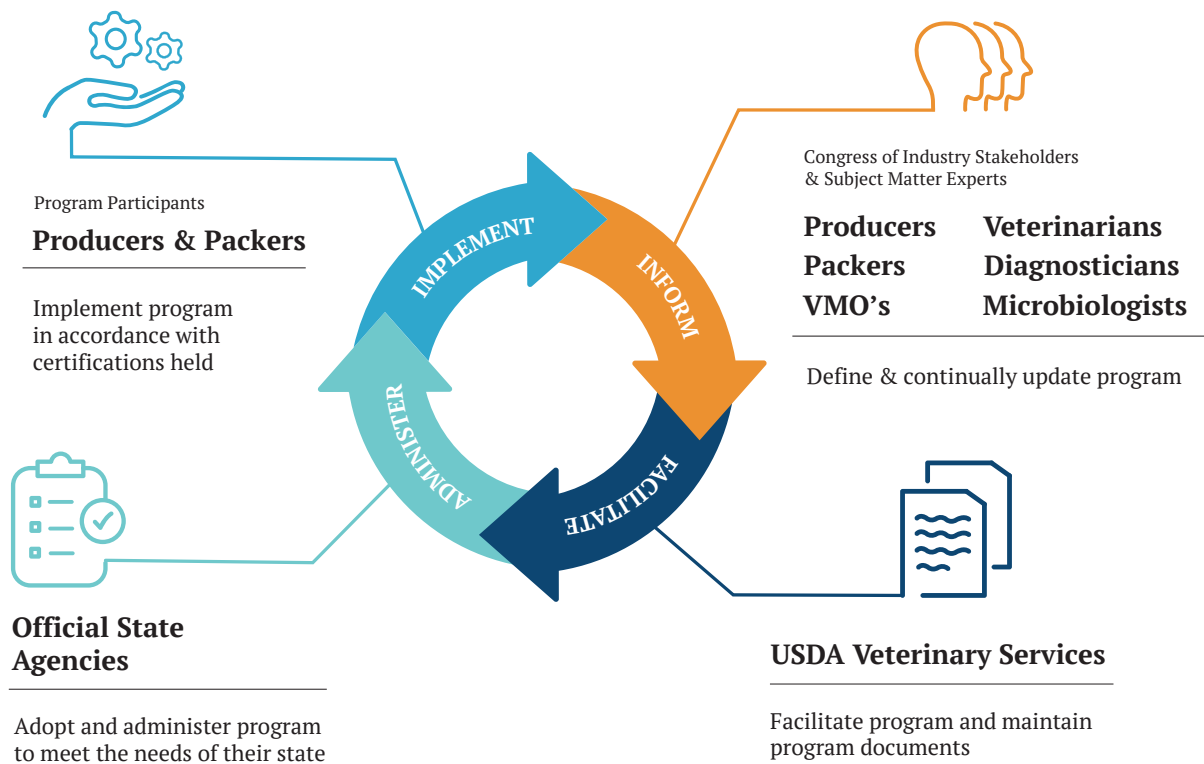 IMPLEMENT
INFORM
FACILITATE
ADMINISTER
Program Participants
Producers & Packers
Implement program
in accordance with
certifications held
Congress of Industry Stakeholders
& Subject Matter Experts
Producers Veterinarians
Packers Diagnosticians
VMO’s Microbiologists
Define & continually update program
Official State
Agencies
Adopt and administer program
to meet the needs of their state
USDA Veterinary Services
Facilitate program and maintain
program documents